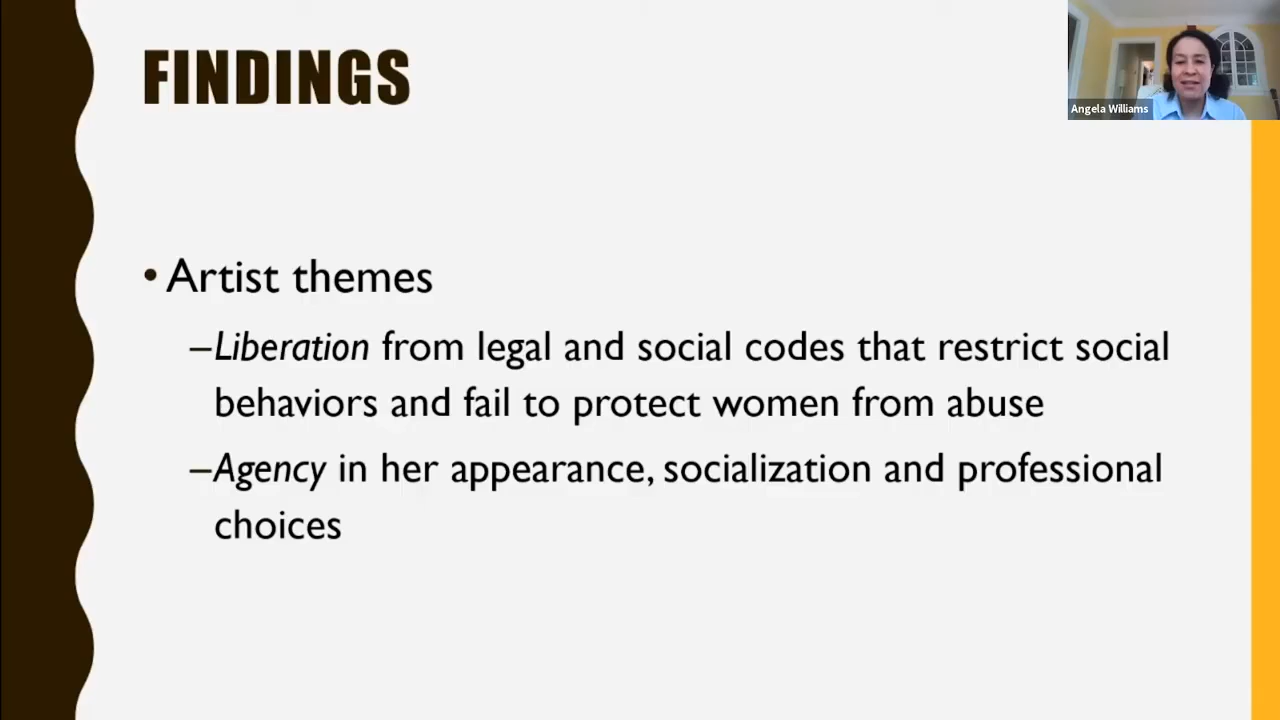 FINDINGS
Angela Williams
• Artist themes
–Liberation from legal and social codes that restrict social
behaviors and fail to protect women from abuse
–Agency in her appearance, socialization and professional
choices